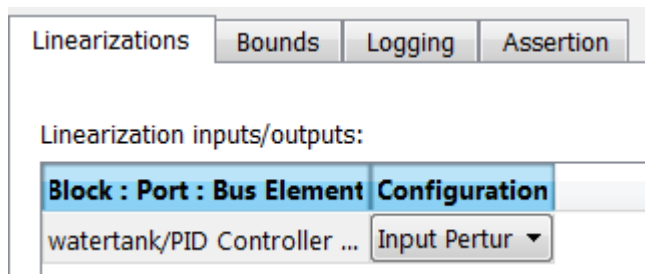 Linearizations Bounds Logging Assertion
Linearization inputs/outputs:
Block : Port : Bus Element Configuration
watertank/PID Controller ... Input Pertur